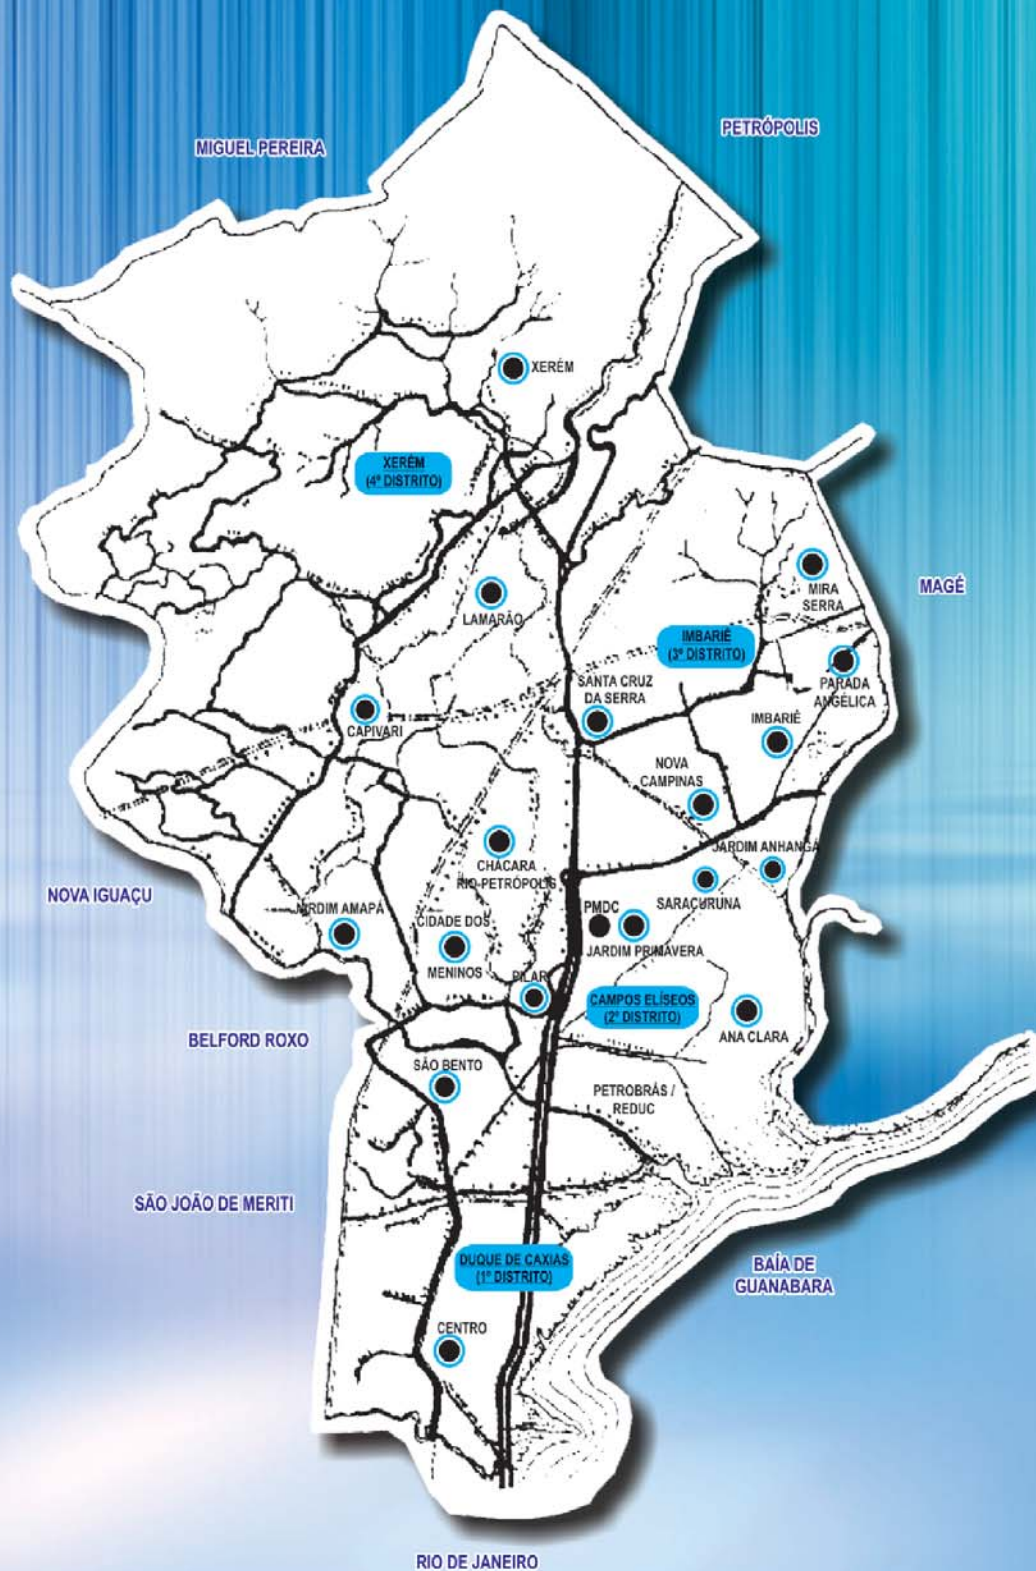 PETRÓPOLIS
MIGUEL PEREIRA
XERÉM
XERÉM
(4º DISTRITO)
MAGÉ
MIRA
SERRA
LAMARÃO
IMBARIÊ
(3º DISTRITO)
SANTA CRUZ
DA SERRA
PARADA
ANGÉLICA
CAPIVARI
IMBARIÊ
NOVA
CAMPINAS
JARDIM ANHANGA
CHÁCARA
RIO-PETRÓPOLIS
NOVA IGUAÇU
SARACURUNA
JARDIM AMAPÁ
CIDADE DOS
MENINOS
PMDC
JARDIM PRIMAVERA
PILAR
CAMPOS ELÍSEOS
(2º DISTRITO)
ANA CLARA
BELFORD ROXO
SÃO BENTO
PETROBRÁS /
REDUC
SÃO JOÃO DE MERITI
DUQUE DE CAXIAS
(1º DISTRITO)
BAÍA DE
GUANABARA
CENTRO
RIO DE JANEIRO